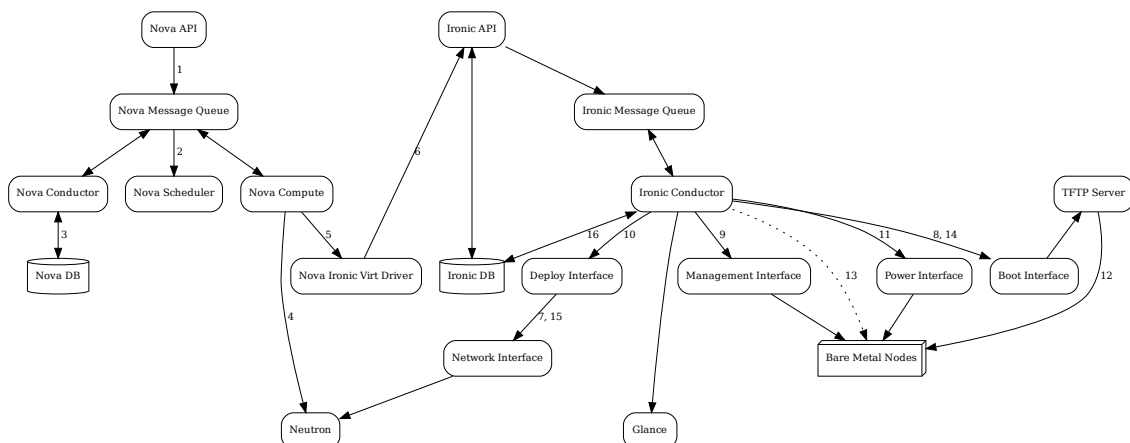 Nova API
Ironic API
1
Nova Message Queue
Ironic Message Queue
2
6
Nova Conductor
Nova Scheduler
Nova Compute
Ironic Conductor
TFTP Server
3
5
16
10
9
11
8, 14
Nova DB
Nova Ironic Virt Driver
Ironic DB
Deploy Interface
Management Interface
13
Power Interface
Boot Interface
12
4
7, 15
Network Interface
Bare Metal Nodes
Neutron
Glance